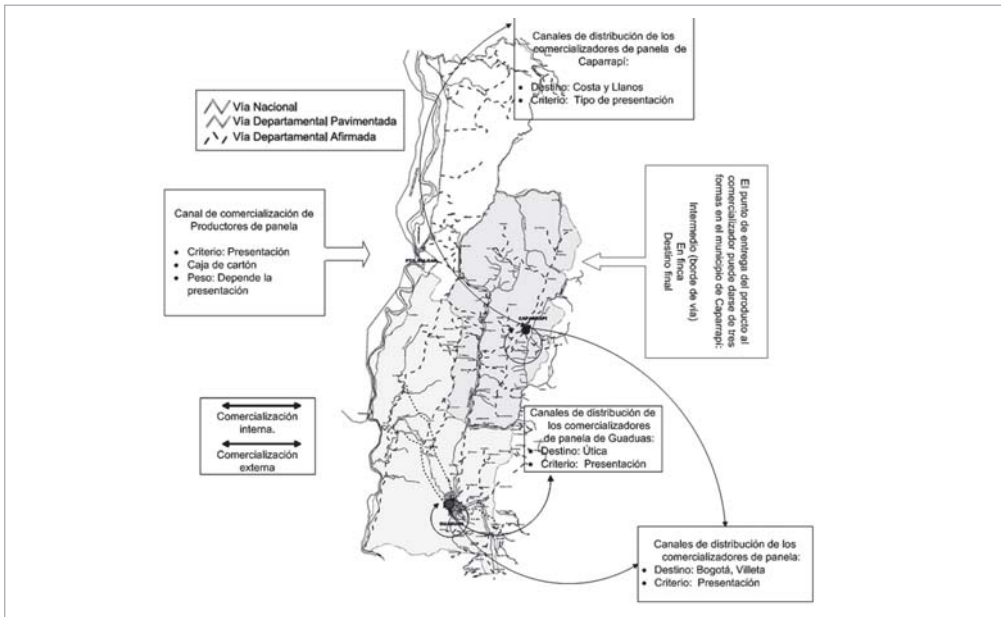 Canales de distribución de los
comercializadores de panela de
Caparrapí:
• Destino: Costa y Llanos
• Criterio: Tipo de presentación
Vía Nacional
Vía Departamental Pavimentada
Vía Departamental Afirmada
Canal de comercialización de
Productores de panela
• Criterio: Presentación
• Caja de cartón
• Peso: Depende la
presentación
El punto de entrega del producto al
comercializador puede darse de tres
formas en el municipio de Caparrapí:
Intermedio (borde de vía)
En finca
Destino final
CAPARRAPI
Comercialización
interna.
Comercialización
externa
Canales de distribución de
los comercializadores
de panela de Guaduas:
• Destino: Útica
• Criterio: Presentación
Canales de distribución de los
comercializadores de panela:
• Destino: Bogotá, Villeta
• Criterio: Presentación